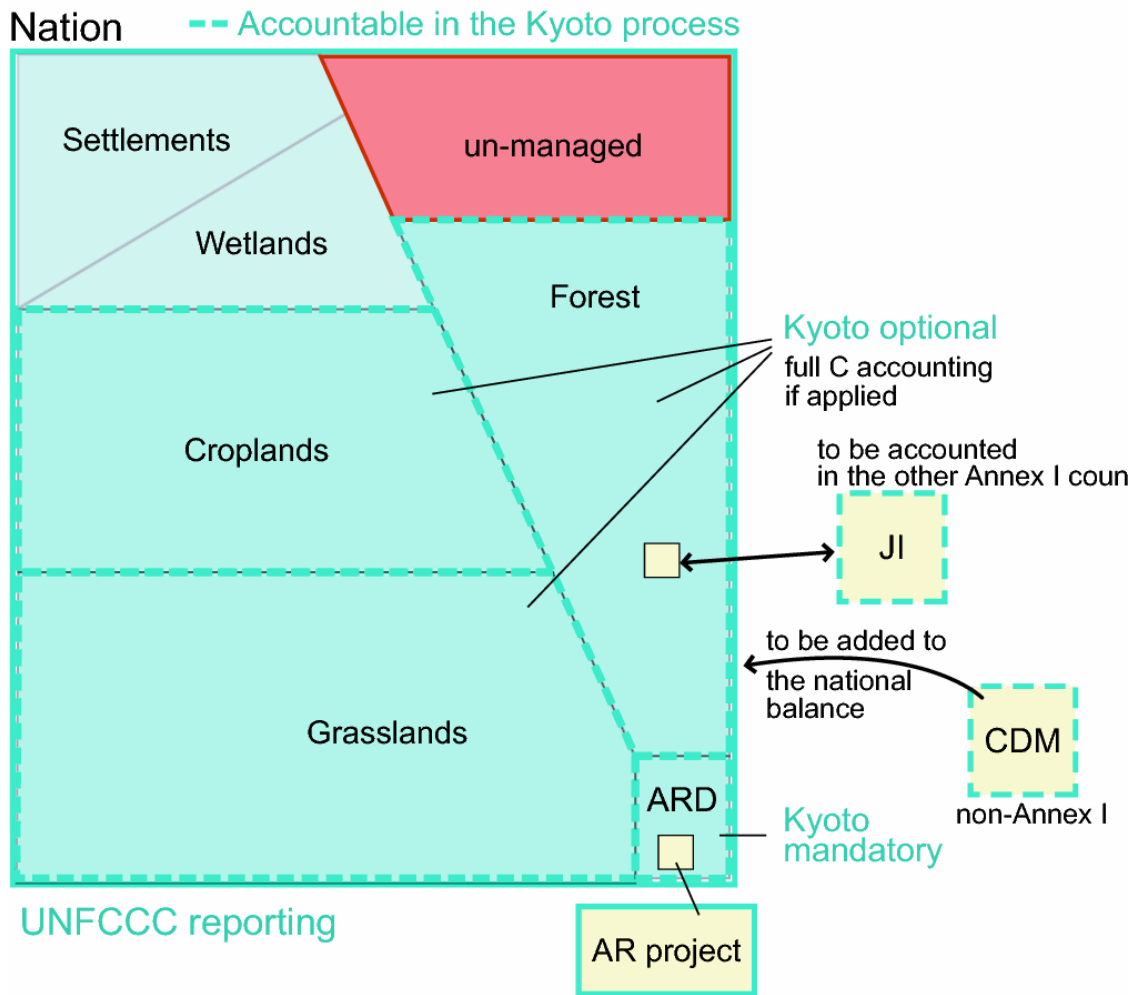 Nation
Accountable in the Kyoto process
Settlements
un-managed
Wetlands
Forest
Kyoto optional
full C accounting
if applied
Croplands
to be accounted
in the other Annex I coun
JI
to be added to
the national
balance
Grasslands
CDM
ARD
non-Annex I
Kyoto
mandatory
UNFCCC reporting
AR project